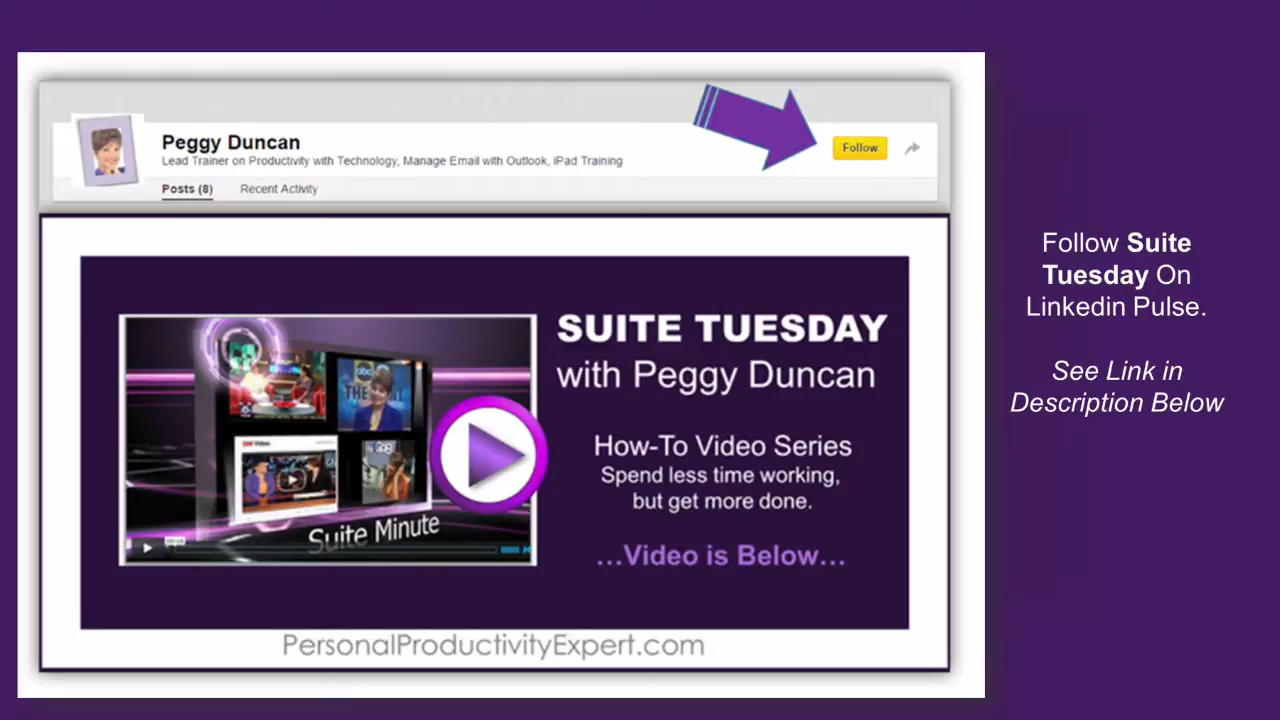 Peggy Duncan
Lead Trainer on Productivity with Technology, Manage Email with Outlook, iPad Training
Follow
Posts (8)
Recent Activity
SUITE TUESDAY
with Peggy Duncan
How-To Video Series
Spend less time working,
but get more done.
...Video is Below...
abc
Suite Minute
PersonalProductivityExpert.com
Follow Suite
Tuesday On
Linkedin Pulse.
See Link in
Description Below